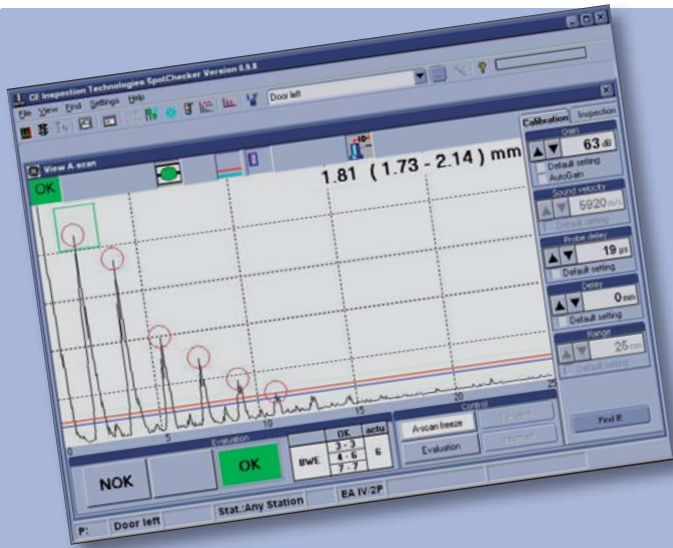 GE Inspection Technologies SpotChecker Version 0.9.8
File View Find Settings Help
Door left
View A-scan
OK
1.81 (1.73 - 2.14) mm
0 5 10 15 20 25
Calibration Inspection
Gain
63 dB
Default setting
AutoGain
Sound velocity
5920 m/s
Default setting
Probe delay
19 µs
Default setting
Delay
0 mm
Default setting
Range
25 mm
Default setting
Find IE
Evaluation
NOK
OK
OK actu
BWE
3 - 3
4 - 6
7 - 7
6
Control
A-scan freeze
Evaluation
P: Door left Stat.:Any Station EA IV/2P